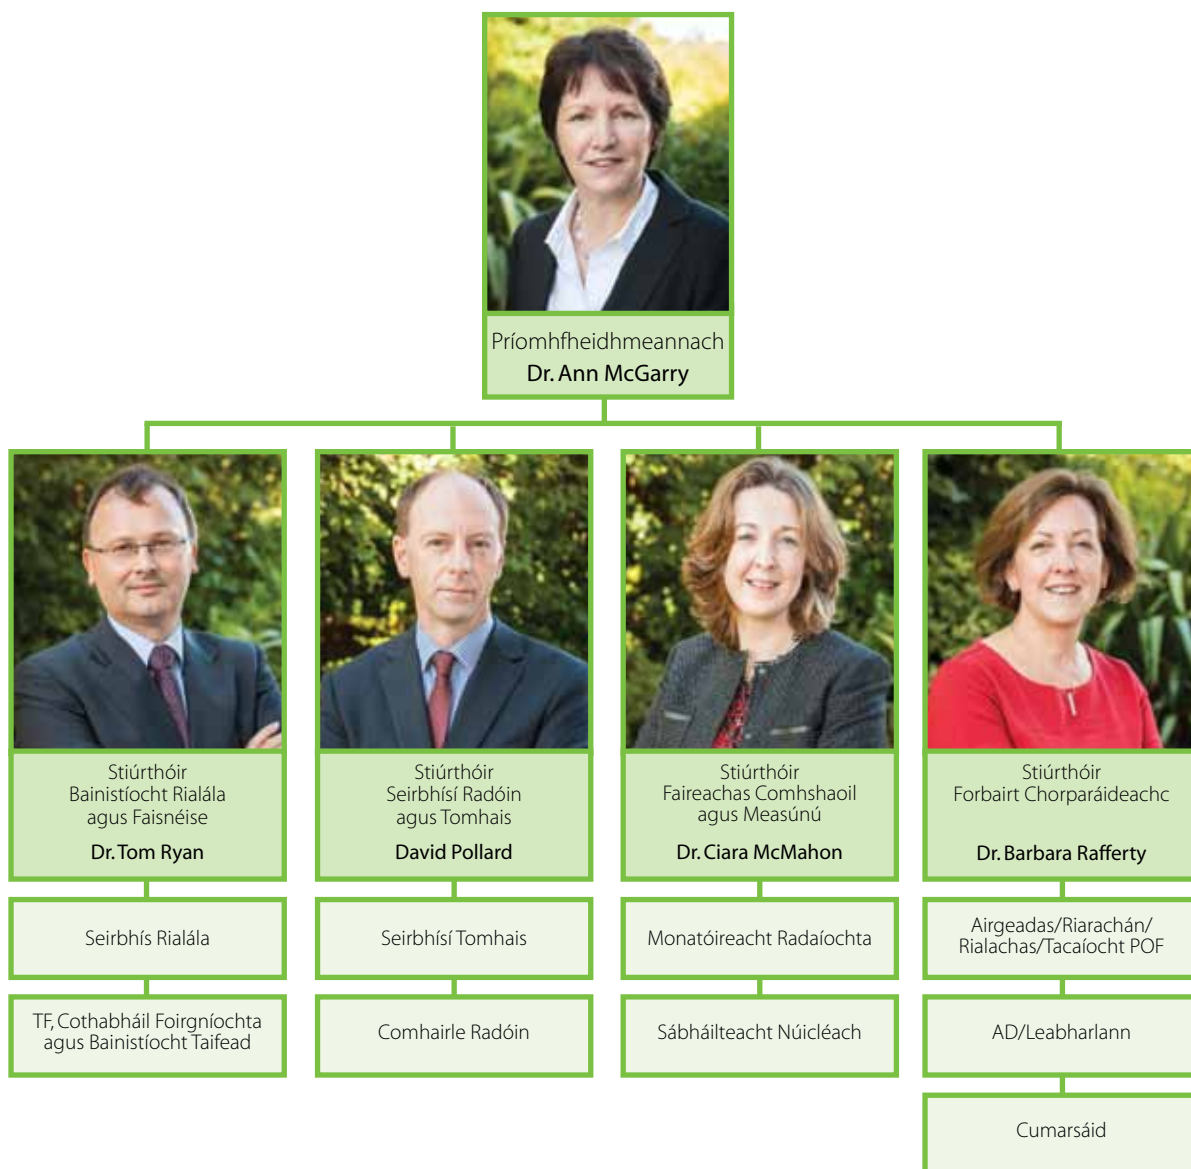 Príomhfheidhmeannach
Dr. Ann McGarry
Stiúrthóir
Bainistíocht Rialála
agus Faisnéise
Dr. Tom Ryan
Stiúrthóir
Seirbhísí Radóin
agus Tomhais
David Pollard
Stiúrthóir
Faireachas Comhshaoil
agus Measúnú
Dr. Ciara McMahon
Stiúrthóir
Forbairt Chorparáideachc
Dr. Barbara Rafferty
Seirbhís Rialála
Seirbhísí Tomhais
Monatóireacht Radaíochta
Airgeadas/Riarachán/
Rialachas/Tacaíocht POF
TF, Cothabháil Foirgníochta
agus Bainistíocht Taifead
Comhairle Radóin
Sábháilteacht Núicléach
AD/Leabharlann
Cumarsáid